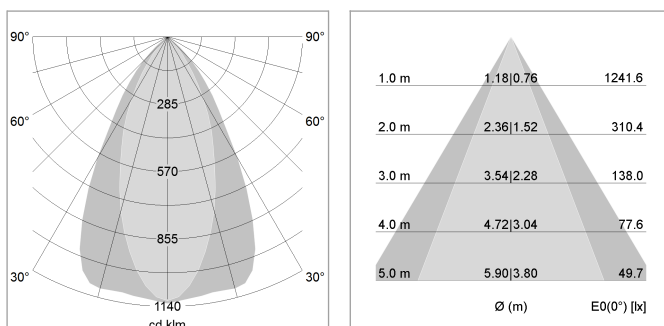 90° 90°
285
60° 60°
570
855
30° 30°
1140
cd klm
1.0 m 1.18|0.76 1241.6
2.0 m 2.36|1.52 310.4
3.0 m 3.54|2.28 138.0
4.0 m 4.72|3.04 77.6
5.0 m 5.90|3.80 49.7
Ø (m) E0(0°) [lx]